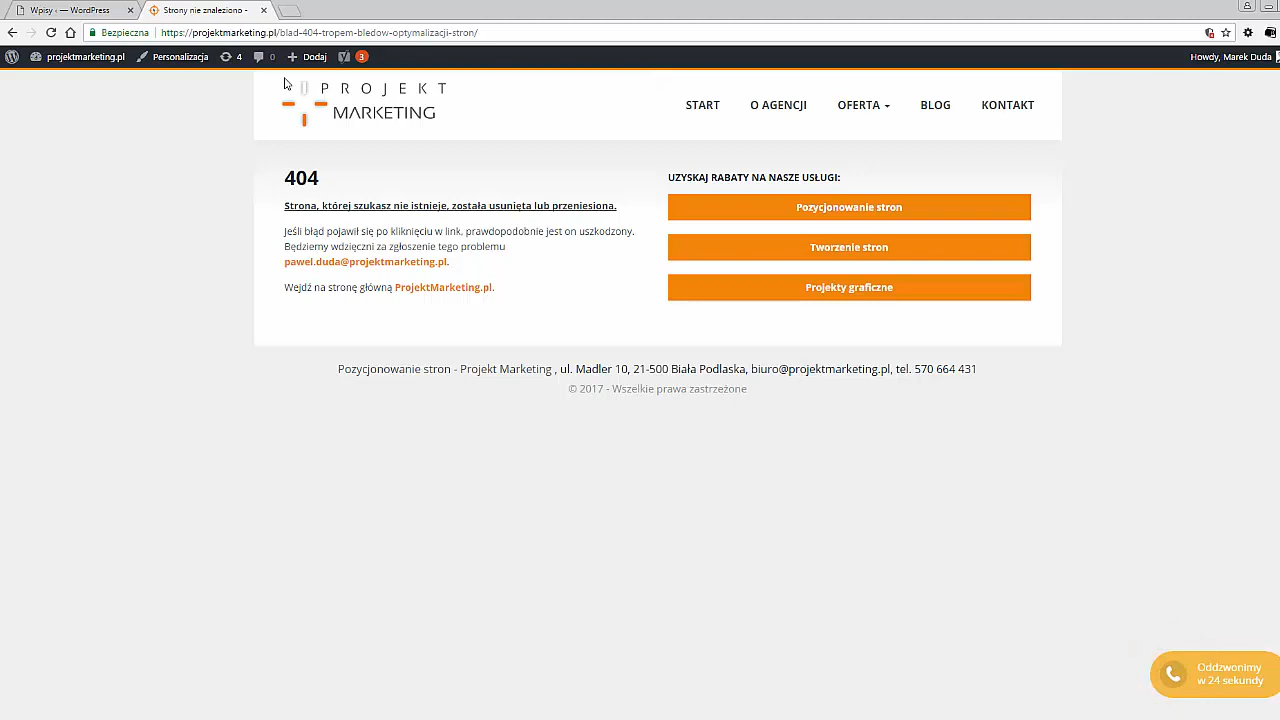 Wpisy ‹ — WordPress
Strony nie znaleziono -
Bezpieczna
https://projektmarketing.pl/blad-404-tropem-bledow-optymalizacji-stron/
projektmarketing.pl
Personalizacja
4
0
Dodaj
3
Howdy, Marek Duda
PROJEKT
MARKETING
START
O AGENCJI
OFERTA
BLOG
KONTAKT
404
Strona, której szukasz nie istnieje, została usunięta lub przeniesiona.
Jeśli błąd pojawił się po kliknięciu w link, prawdopodobnie jest on uszkodzony.
Będziemy wdzięczni za zgłoszenie tego problemu
pawel.duda@projektmarketing.pl.
Wejdź na stronę główną ProjektMarketing.pl.
UZYSKAJ RABATY NA NASZE USŁUGI:
Pozycjonowanie stron
Tworzenie stron
Projekty graficzne
Pozycjonowanie stron - Projekt Marketing , ul. Madler 10, 21-500 Biała Podlaska, biuro@projektmarketing.pl, tel. 570 664 431
© 2017 - Wszelkie prawa zastrzeżone
Oddzwonimy
w 24 sekundy